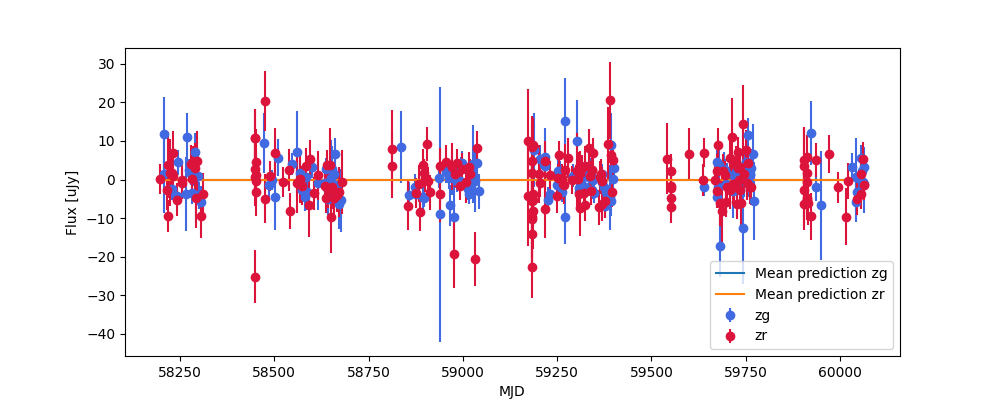 Flux [uJy]
30
20
10
0
−10
−20
−30
−40
58250 58500 58750 59000 59250 59500 59750 60000
MJD
Mean prediction zg
Mean prediction zr
zg
zr